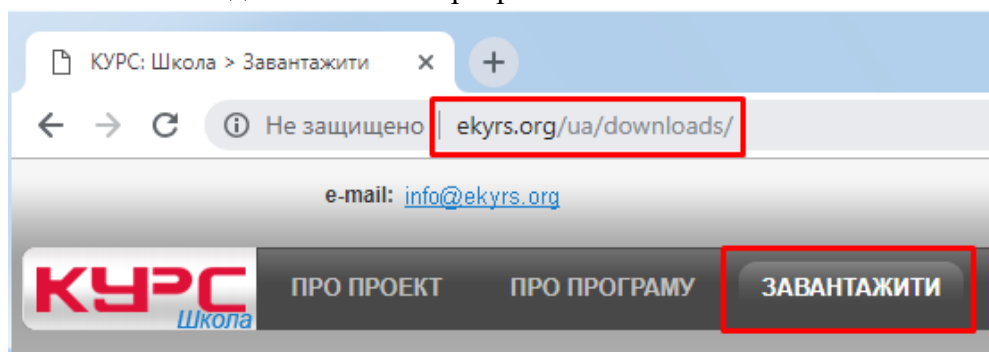 КУРС: Школа > Завантажити
Не защищено ekyrs.org/ua/downloads/
e-mail: info@ekyrs.org
КУРС Школа
ПРО ПРОЕКТ ПРО ПРОГРАМУ ЗАВАНТАЖИТИ